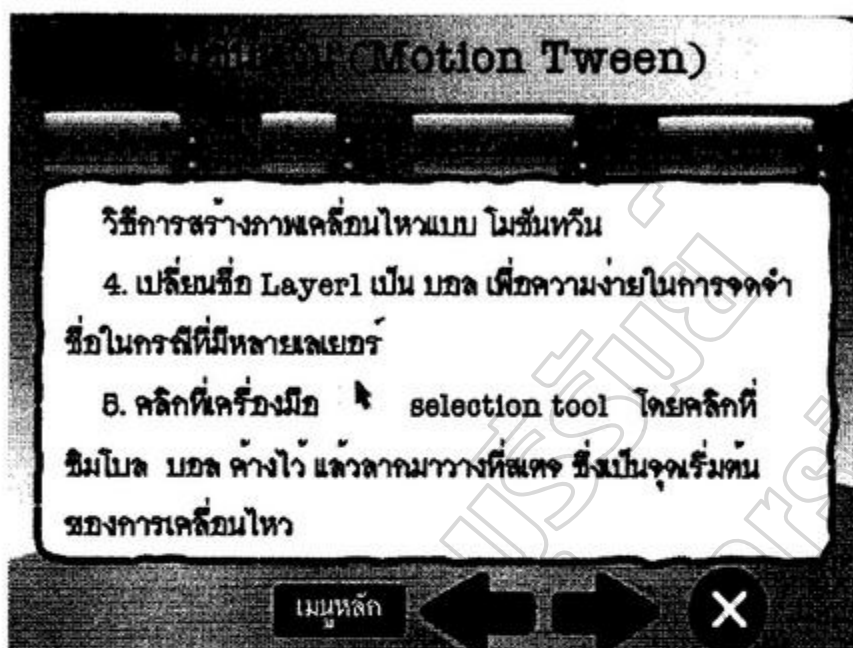 (Motion Tween)
วิธีการสร้างภาพเคลื่อนไหวแบบ โมชันทวีน
4. เปลี่ยนชื่อ Layer1 เป็น บอล เพื่อความง่ายในการจดจำ
ชื่อในกรณีที่มีหลายเลเยอร์
5. คลิกที่เครื่องมือ selection tool โดยคลิกที่
ซิมโบล บอล ค้างไว้ แล้วลากมาวางที่สเตจ ซึ่งเป็นจุดเริ่มต้น
ของการเคลื่อนไหว
เมนูหลัก